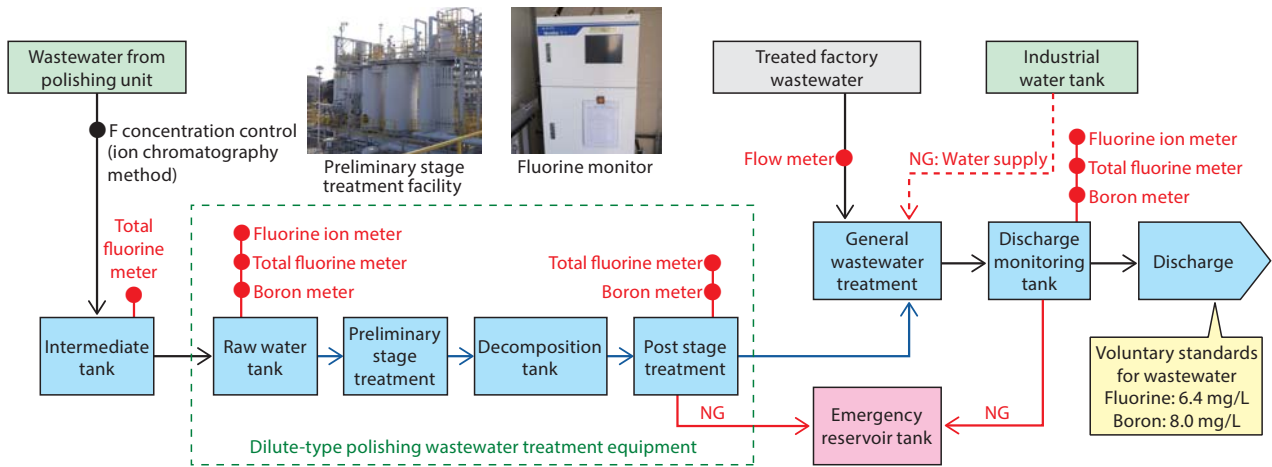 Wastewater from
polishing unit
F concentration control
(ion chromatography
method)
Preliminary stage
treatment facility
Fluorine monitor
Treated factory
wastewater
Industrial
water tank
Flow meter
NG: Water supply
Fluorine ion meter
Total fluorine meter
Boron meter
Total
fluorine
meter
Fluorine ion meter
Total fluorine meter
Boron meter
Total fluorine meter
Boron meter
General
wastewater
treatment
Discharge
monitoring
tank
Discharge
Intermediate
tank
Raw water
tank
Preliminary
stage
treatment
Decomposition
tank
Post stage
treatment
Voluntary standards
for wastewater
Fluorine: 6.4 mg/L
Boron: 8.0 mg/L
NG
Emergency
reservoir tank
NG
Dilute-type polishing wastewater treatment equipment